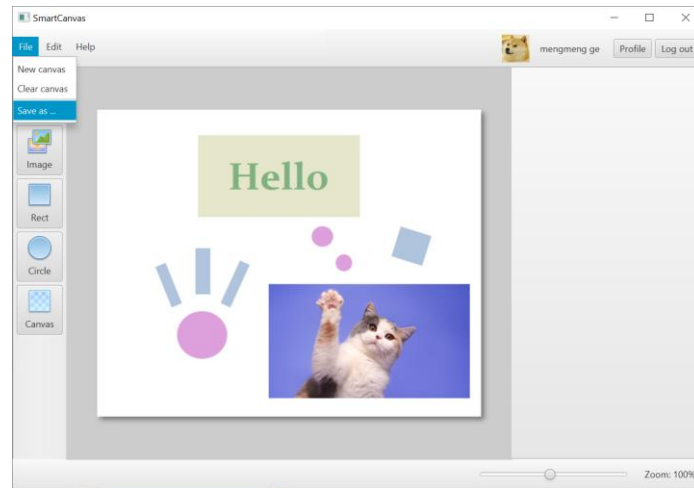 SmartCanvas
File Edit Help
mengmeng ge Profile Log out
New canvas
Clear canvas
Save as ...
Image
Rect
Circle
Canvas
Hello
Zoom: 100%